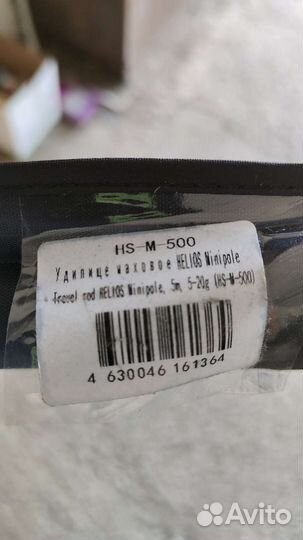 HS-M-500
Удилище маховое HELIOS Minipole
Travel rod HELIOS Minipole, 5m, 5-20g (HS-M-500)
4 630046 161364
Avito